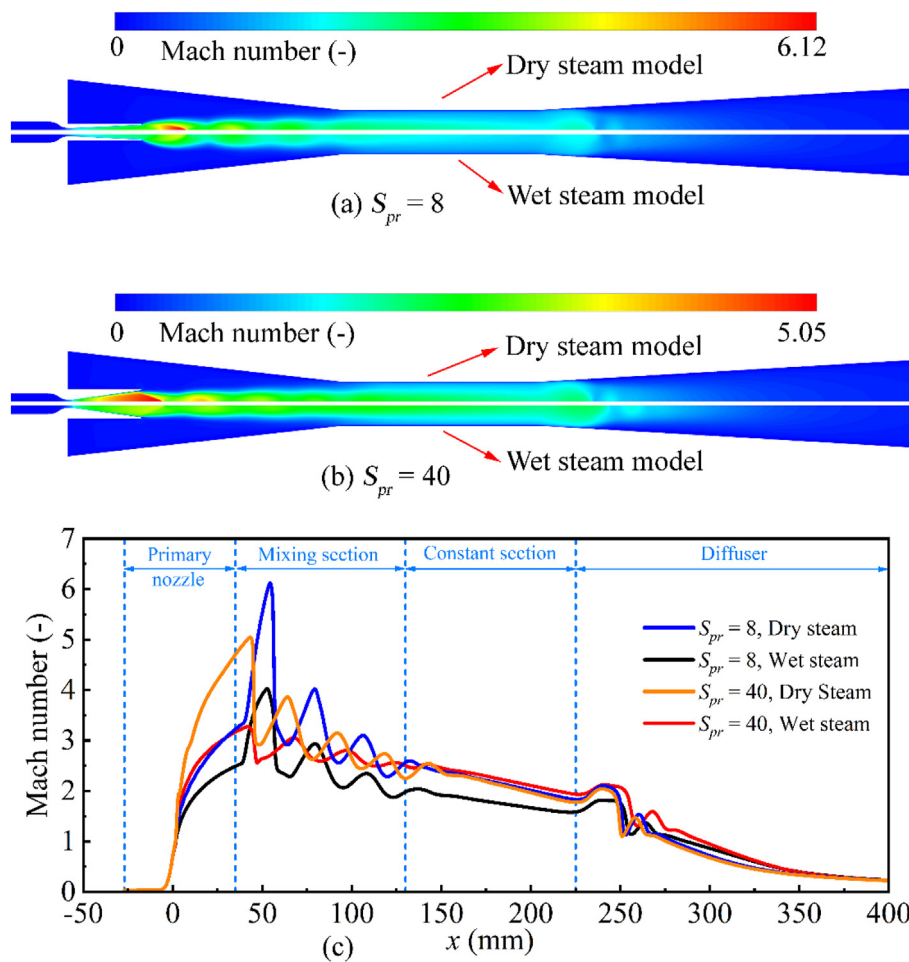 0
Mach number (-)
6.12
Dry steam model
Wet steam model
(a) Spr = 8
0
Mach number (-)
5.05
Dry steam model
Wet steam model
(b) Spr = 40
7
6
5
4
3
2
1
0
Mach number (-)
Primary
nozzle
Mixing section
Constant section
Diffuser
Spr = 8, Dry steam
Spr = 8, Wet steam
Spr = 40, Dry Steam
Spr = 40, Wet steam
-50 0 50 100 150 200 250 300 350 400
(c)
x (mm)